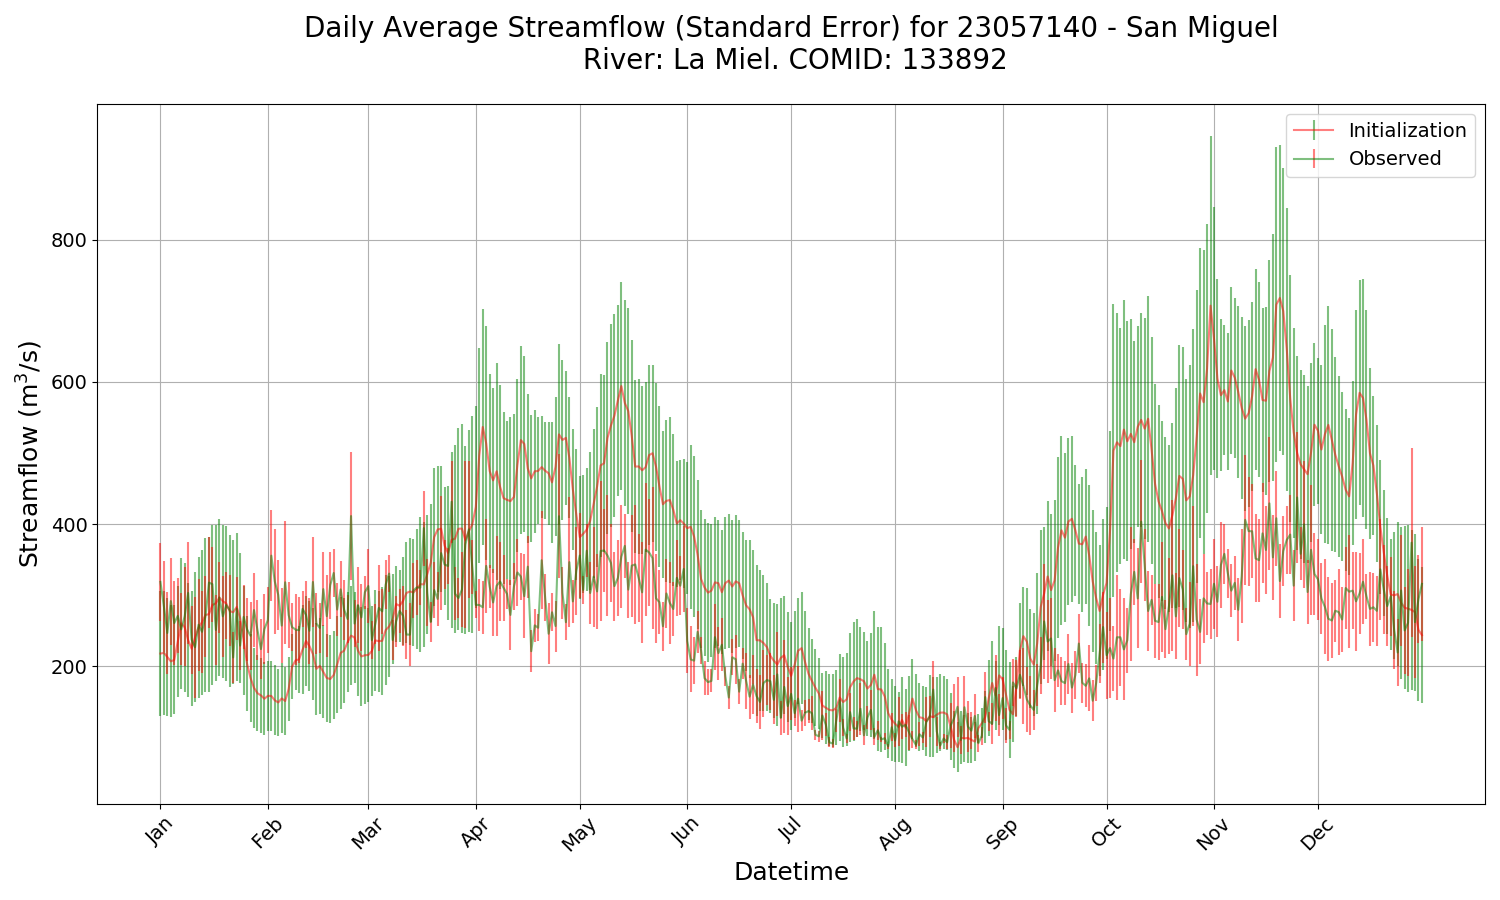 Daily Average Streamflow (Standard Error) for 23057140 - San Miguel
River: La Miel. COMID: 133892
Initialization
Observed
Streamflow (m³/s)
800
600
400
200
Jan
Feb
Mar
Apr
May
Jun
Jul
Aug
Sep
Oct
Nov
Dec
Datetime